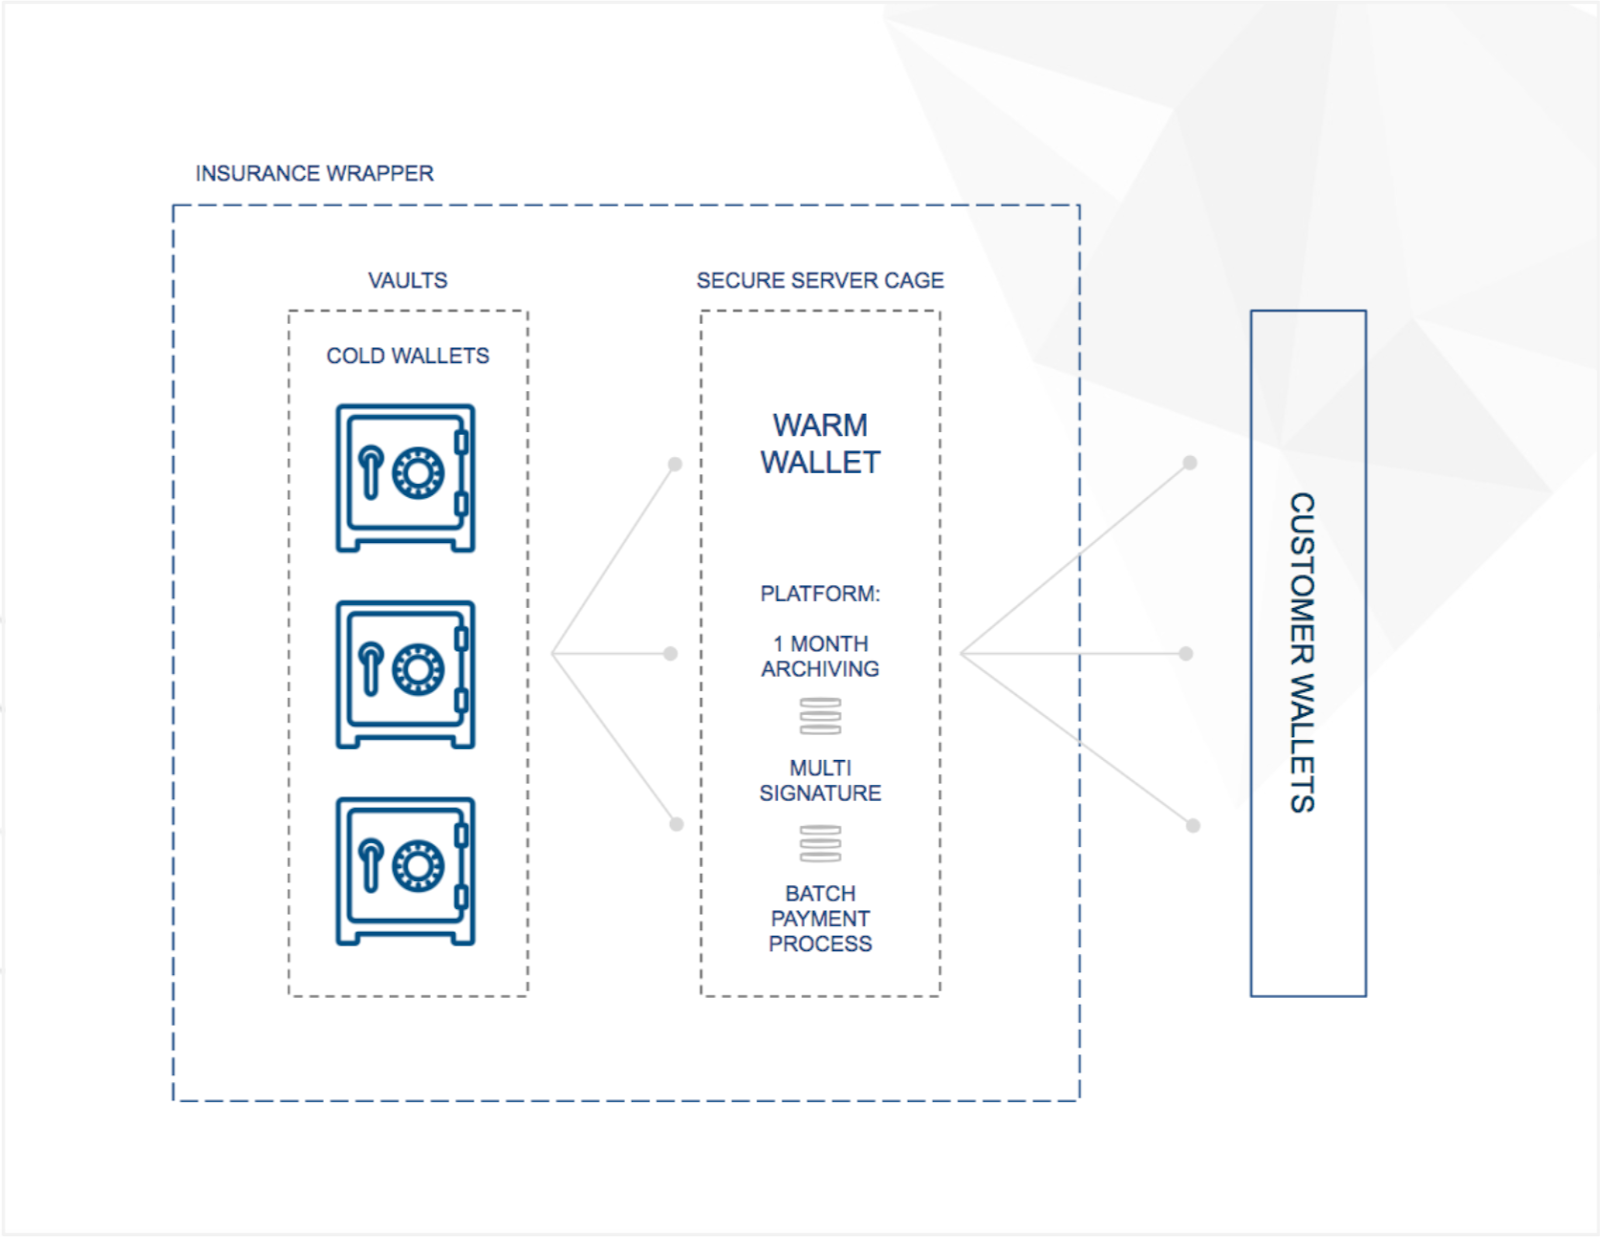 INSURANCE WRAPPER
VAULTS
COLD WALLETS
SECURE SERVER CAGE
WARM
WALLET
PLATFORM:
1 MONTH
ARCHIVING
MULTI
SIGNATURE
BATCH
PAYMENT
PROCESS
CUSTOMER WALLETS